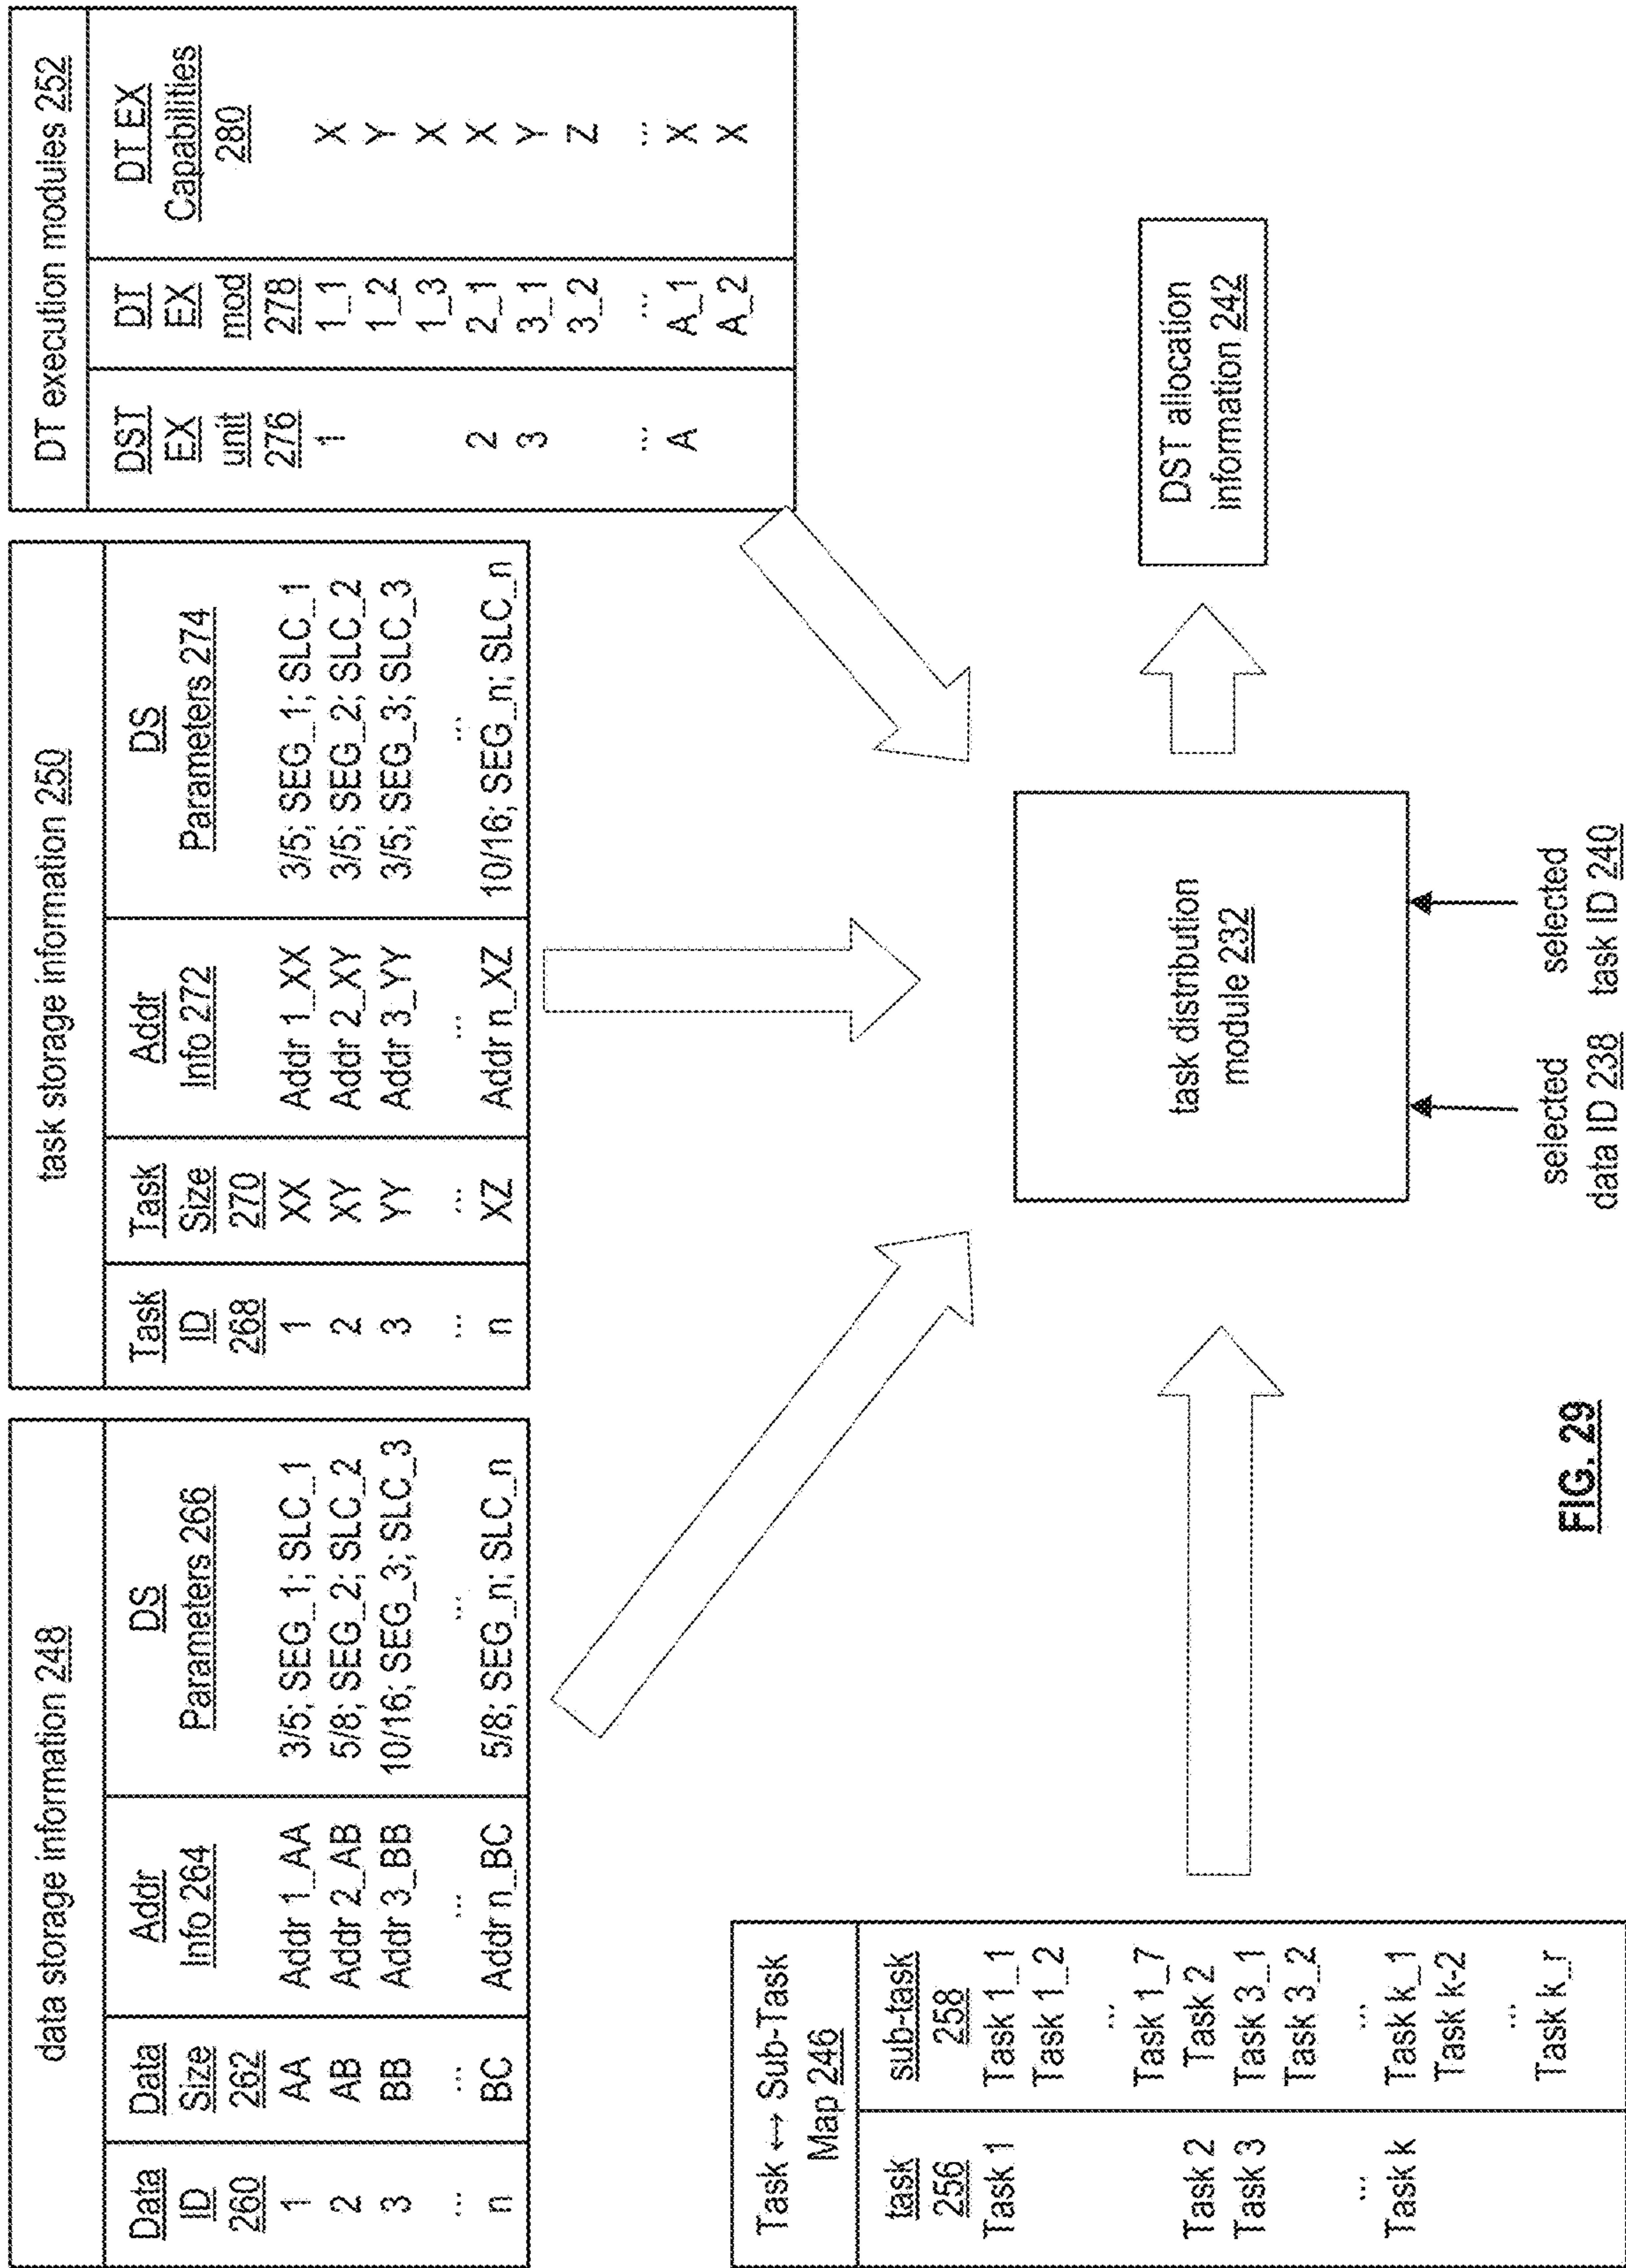 data storage information 248
Data ID 260
Data Size 262
Addr Info 264
DS Parameters 266
1 AA Addr 1_AA 3/5; SEG_1; SLC_1
2 AB Addr 2_AB 5/8; SEG_2; SLC_2
3 BB Addr 3_BB 10/16; SEG_3; SLC_3
... ... ... ...
n BC Addr n_BC 5/8; SEG_n; SLC_n
task storage information 250
Task ID 268
Task Size 270
Addr Info 272
DS Parameters 274
1 XX Addr 1_XX 3/5; SEG_1; SLC_1
2 XY Addr 2_XY 3/5; SEG_2; SLC_2
3 YY Addr 3_YY 3/5; SEG_3; SLC_3
... ... ... ...
n XZ Addr n_XZ 10/16; SEG_n; SLC_n
DT execution modules 252
DST EX unit 276
DT EX mod 278
DT EX Capabilities 280
1 1_1 X
1_2 Y
1_3 X
2 2_1 X
3 3_1 Y
3_2 Z
... ... ...
A A_1 X
A_2 X
Task ↔ Sub-Task
Map 246
task 256
sub-task 258
Task 1 Task 1_1
Task 1_2
...
Task 1_7
Task 2 Task 2
Task 3 Task 3_1
Task 3_2
... ...
Task k Task k_1
Task k-2
...
Task k_r
task distribution
module 232
DST allocation
information 242
selected
data ID 238
selected
task ID 240
FIG. 29